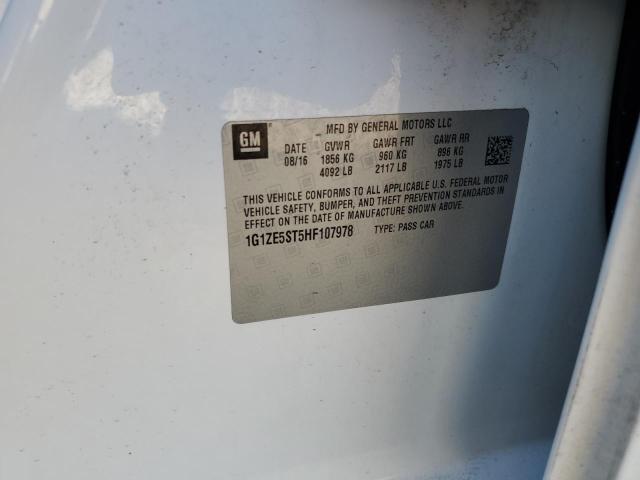 GM
MFD BY GENERAL MOTORS LLC
DATE GVWR GAWR FRT GAWR RR
08/16 1856 KG 960 KG 896 KG
4092 LB 2117 LB 1975 LB
THIS VEHICLE CONFORMS TO ALL APPLICABLE U.S. FEDERAL MOTOR
VEHICLE SAFETY, BUMPER, AND THEFT PREVENTION STANDARDS IN
EFFECT ON THE DATE OF MANUFACTURE SHOWN ABOVE.
1G1ZE5ST5HF107978 TYPE: PASS CAR